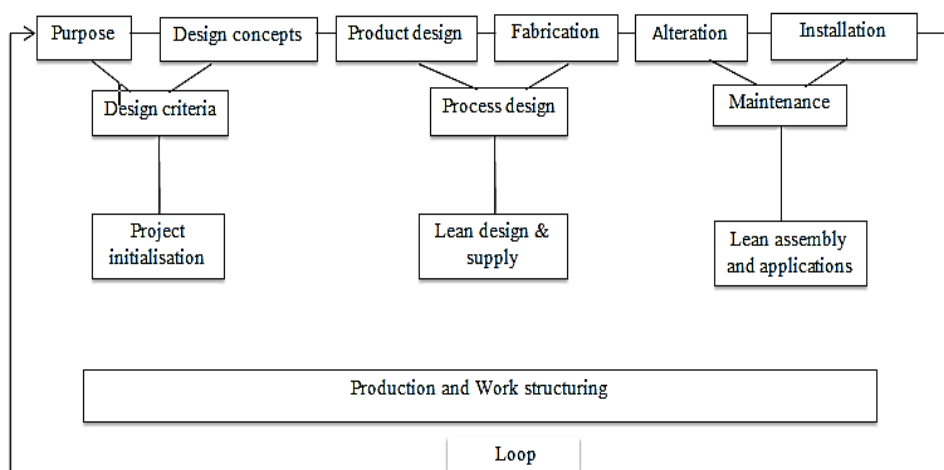 Purpose
Design concepts
Product design
Fabrication
Alteration
Installation
Design criteria
Process design
Maintenance
Project
initialisation
Lean design &
supply
Lean assembly
and applications
Production and Work structuring
Loop